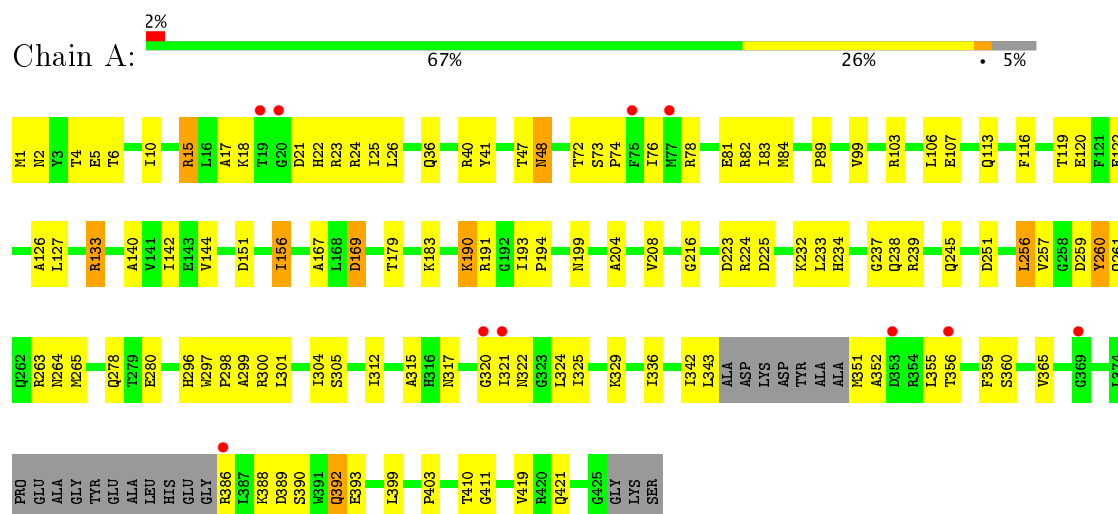 2%
Chain A:
67% 26% • 5%
M1 N2 Y3 T4 E5 T6 I10 R15 L16 A17 K18 T19 G20 D21 H22 R23 R24 I25 L26 Q36 R40 Y41 T47 N48 T72 S73 P74 F75 I76 M77 R78 E81 R82 I83 M84 P89 V99 R103 L106 E107 Q113 F116 T119 E120 F121
A126 L127 R133 A140 V141 I142 E143 V144 D151 I156 A167 L168 D169 T179 K183 K190 R191 G192 I193 P194 N199 A204 V208 G216 D223 R224 D225 K232 L233 H234 G237 Q238 R239 Q245 D251 L256 V257 G258 D259 Y260
Q262 R263 N264 M265 Q278 T279 E280 H296 W297 P298 A299 R300 L301 I304 S305 I312 A315 H316 N317 G320 I321 N322 G323 L324 I325 K329 I336 I342 L343 ALA ASP LYS ASP TYR ALA ALA M351 A352 D353 R354 L355 T356 F359 S360 V365 G369
PRO GLU ALA GLY TYR GLU ALA LEU HIS GLU GLY R386 L387 K388 D389 S390 W391 Q392 E393 L399 P403 T410 G411 V419 R420 Q421 G425 GLY LYS SER